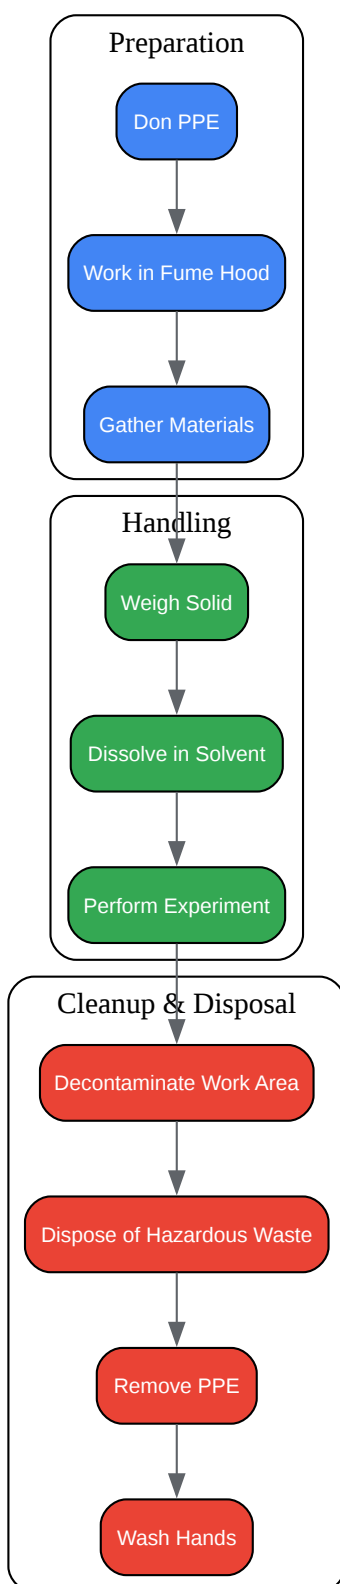 Preparation
Don PPE
Work in Fume Hood
Gather Materials
Handling
Weigh Solid
Dissolve in Solvent
Perform Experiment
Cleanup & Disposal
Decontaminate Work Area
Dispose of Hazardous Waste
Remove PPE
Wash Hands